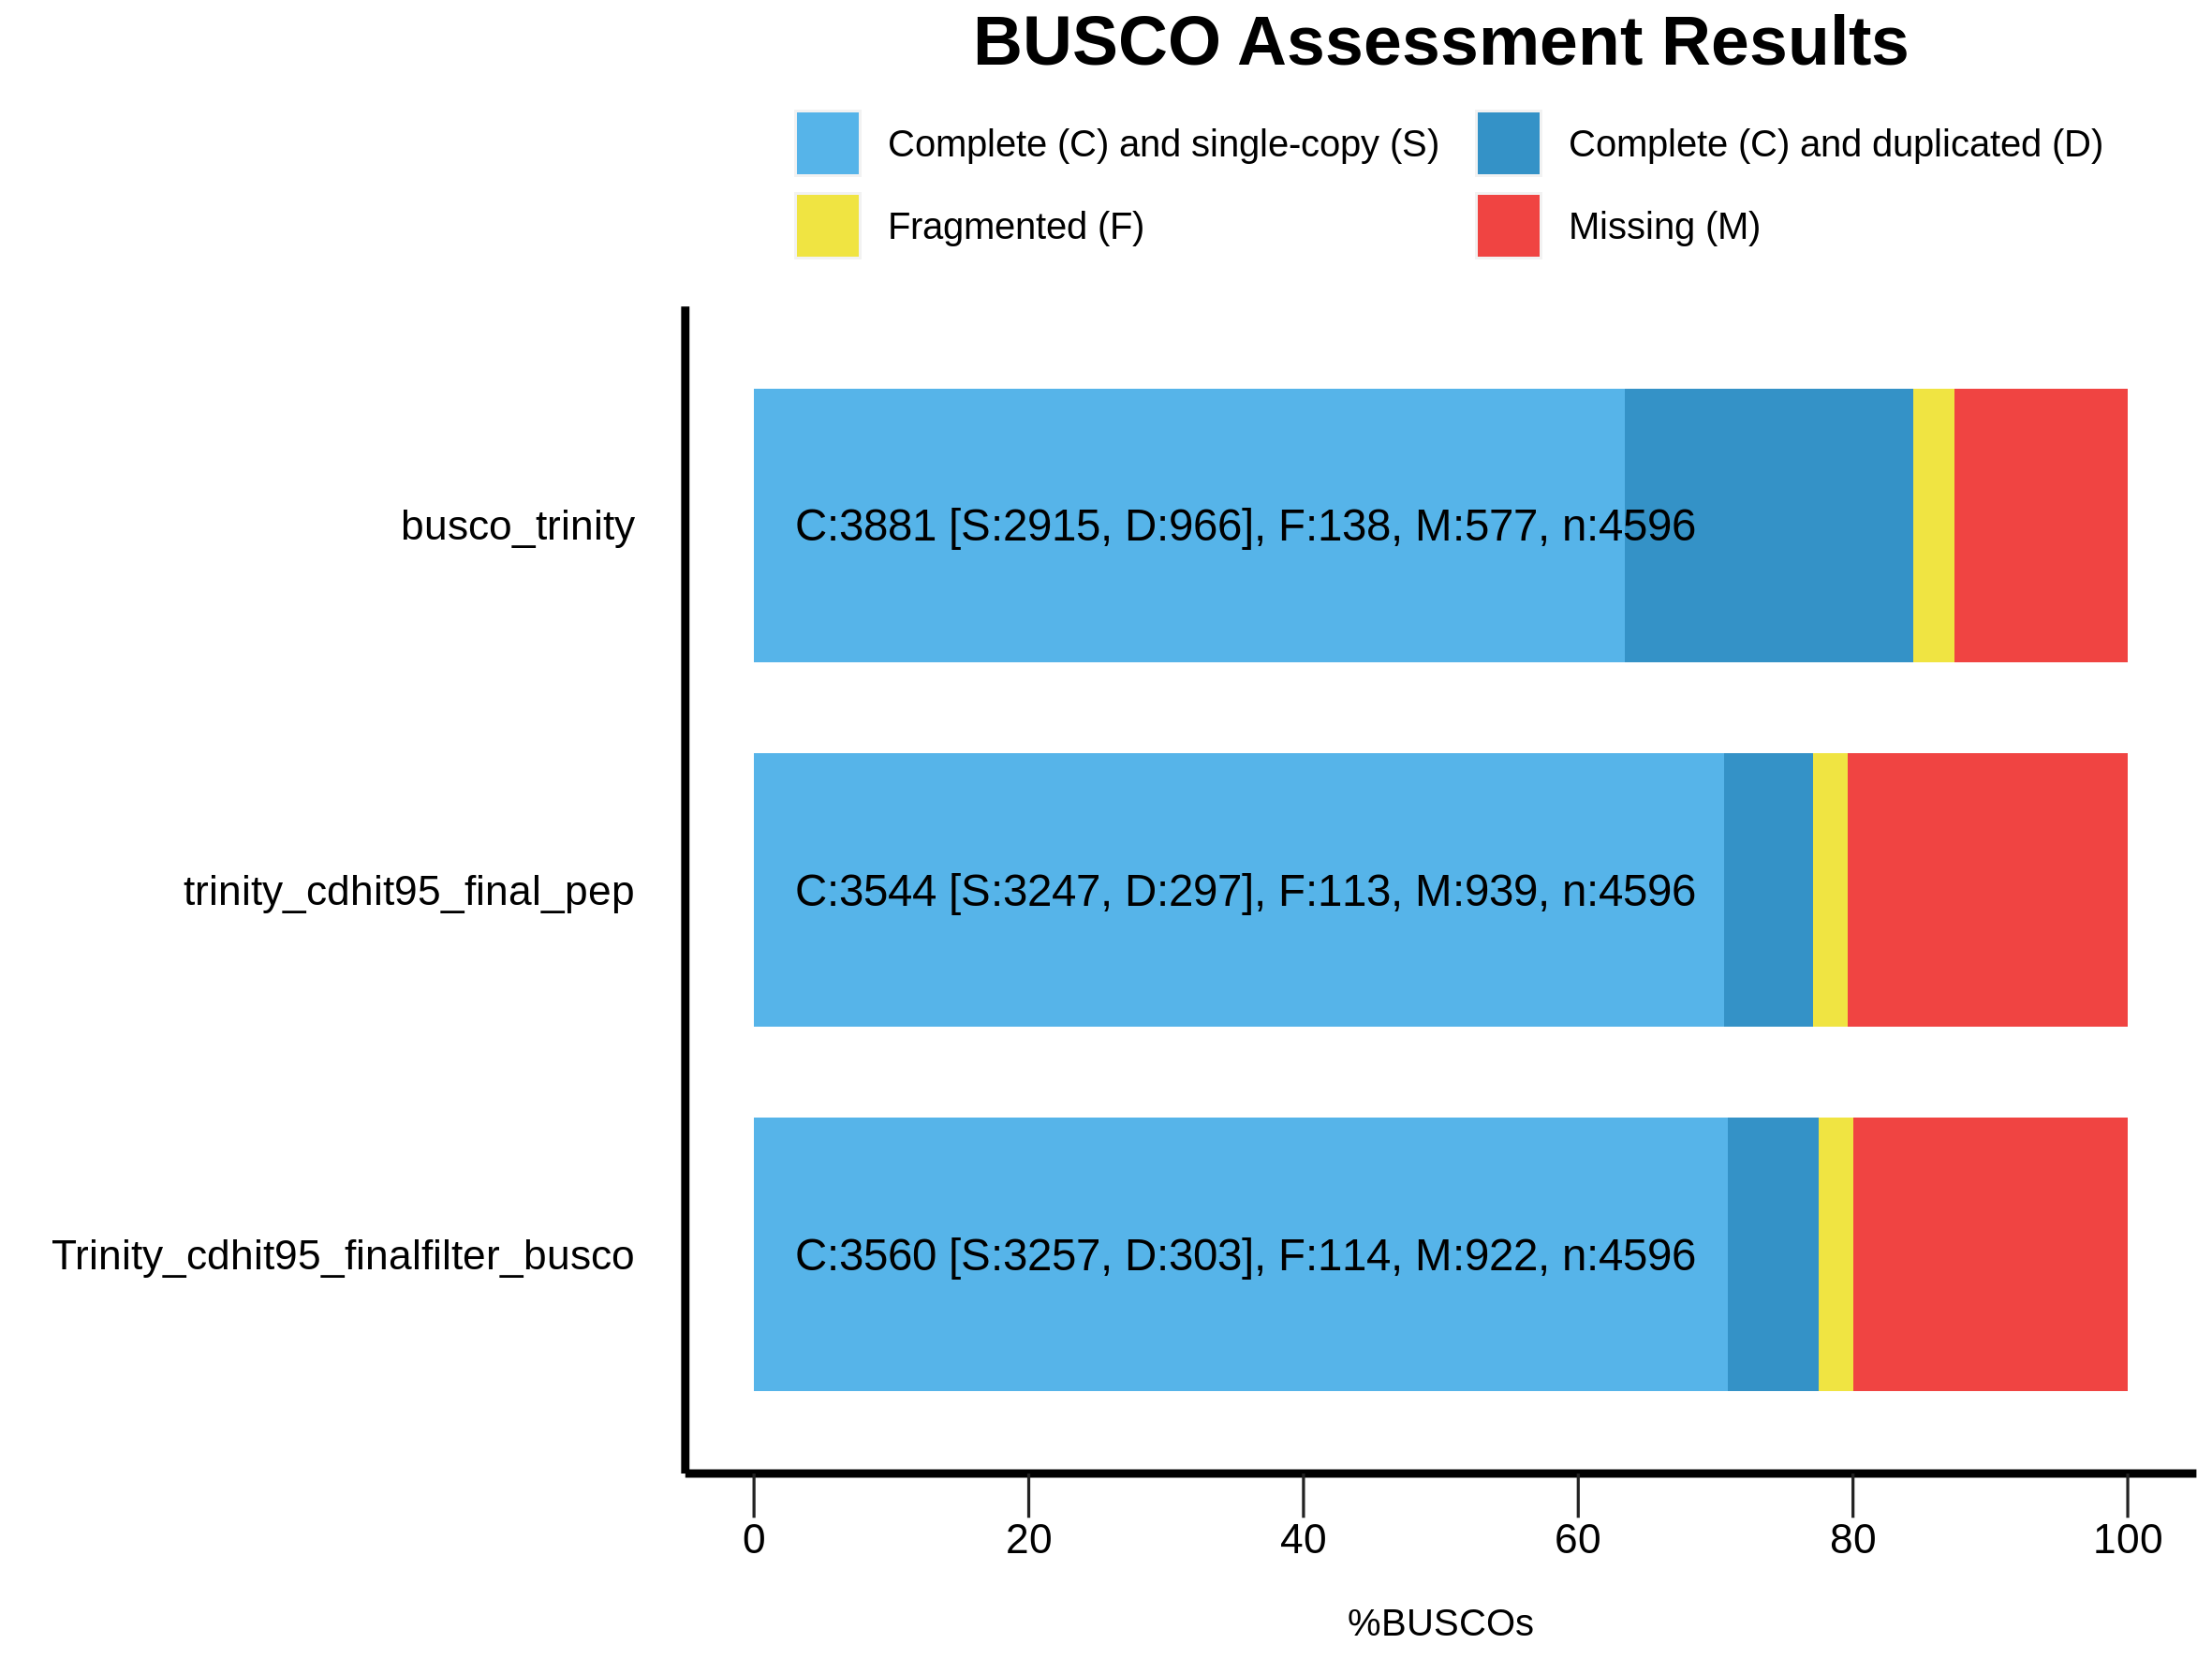 BUSCO Assessment Results
Complete (C) and single-copy (S)
Complete (C) and duplicated (D)
Fragmented (F)
Missing (M)
busco_trinity
C:3881 [S:2915, D:966], F:138, M:577, n:4596
trinity_cdhit95_final_pep
C:3544 [S:3247, D:297], F:113, M:939, n:4596
Trinity_cdhit95_finalfilter_busco
C:3560 [S:3257, D:303], F:114, M:922, n:4596
0 20 40 60 80 100
%BUSCOs